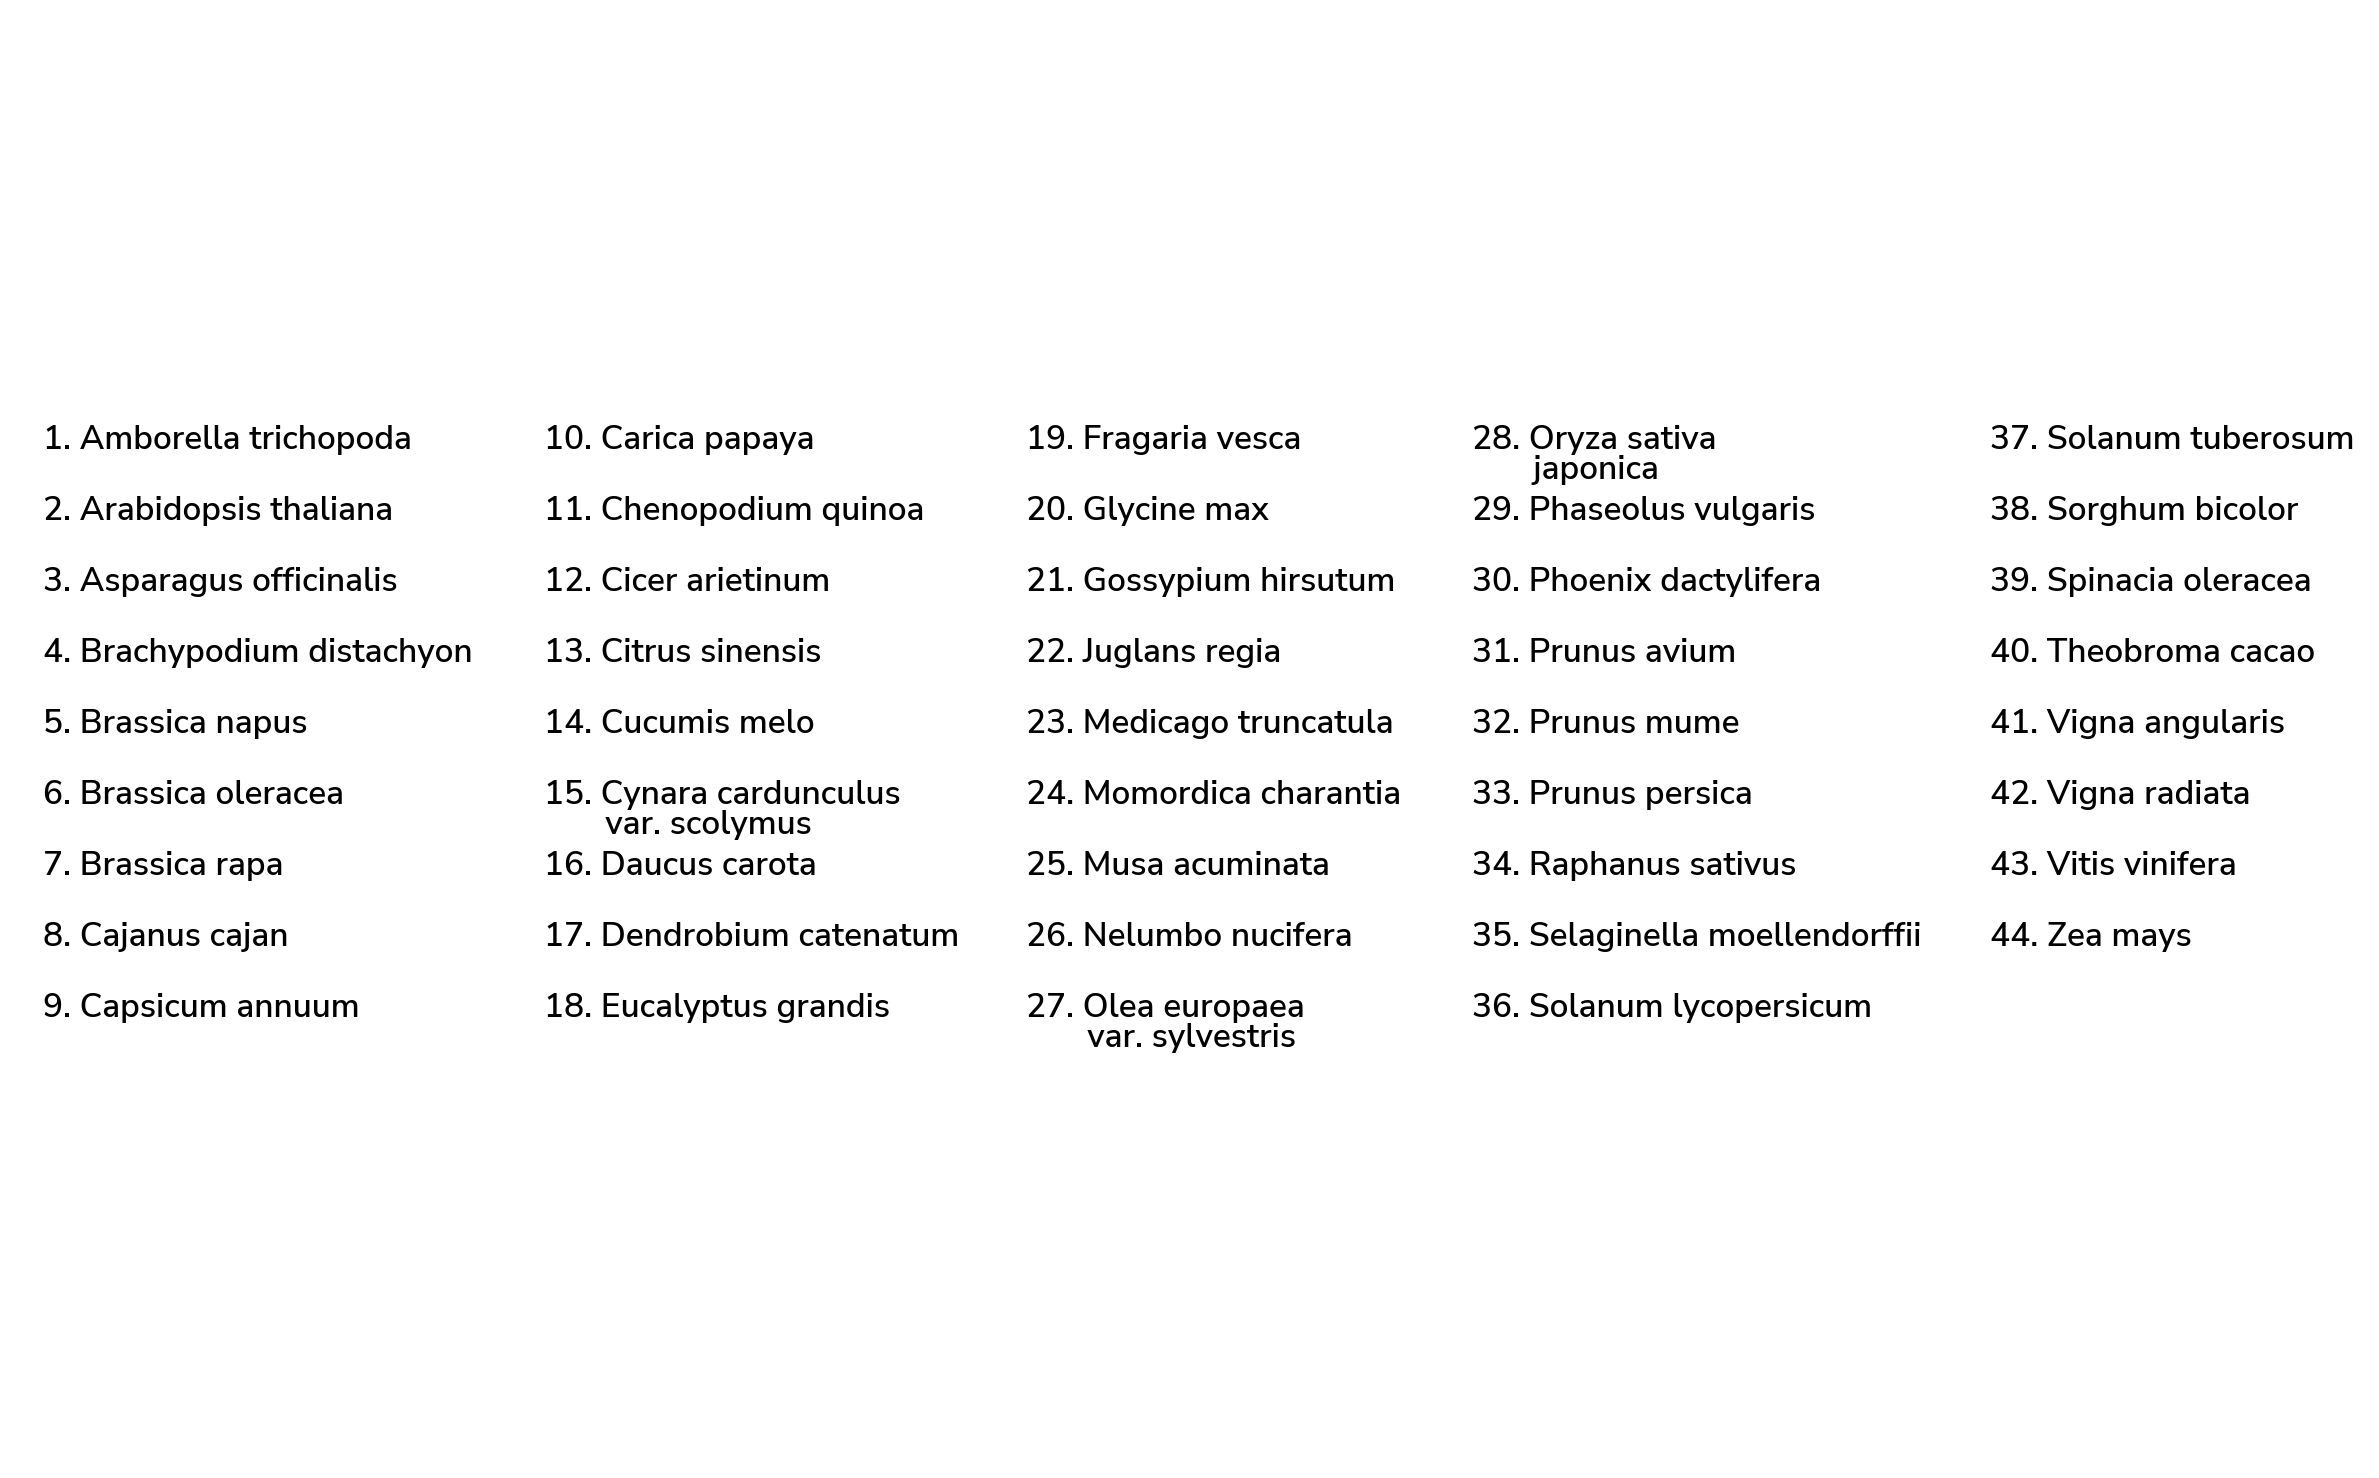 1. Amborella trichopoda
2. Arabidopsis thaliana
3. Asparagus officinalis
4. Brachypodium distachyon
5. Brassica napus
6. Brassica oleracea
7. Brassica rapa
8. Cajanus cajan
9. Capsicum annuum
10. Carica papaya
11. Chenopodium quinoa
12. Cicer arietinum
13. Citrus sinensis
14. Cucumis melo
15. Cynara cardunculus
var. scolymus
16. Daucus carota
17. Dendrobium catenatum
18. Eucalyptus grandis
19. Fragaria vesca
20. Glycine max
21. Gossypium hirsutum
22. Juglans regia
23. Medicago truncatula
24. Momordica charantia
25. Musa acuminata
26. Nelumbo nucifera
27. Olea europaea
var. sylvestris
28. Oryza sativa
japonica
29. Phaseolus vulgaris
30. Phoenix dactylifera
31. Prunus avium
32. Prunus mume
33. Prunus persica
34. Raphanus sativus
35. Selaginella moellendorffii
36. Solanum lycopersicum
37. Solanum tuberosum
38. Sorghum bicolor
39. Spinacia oleracea
40. Theobroma cacao
41. Vigna angularis
42. Vigna radiata
43. Vitis vinifera
44. Zea mays